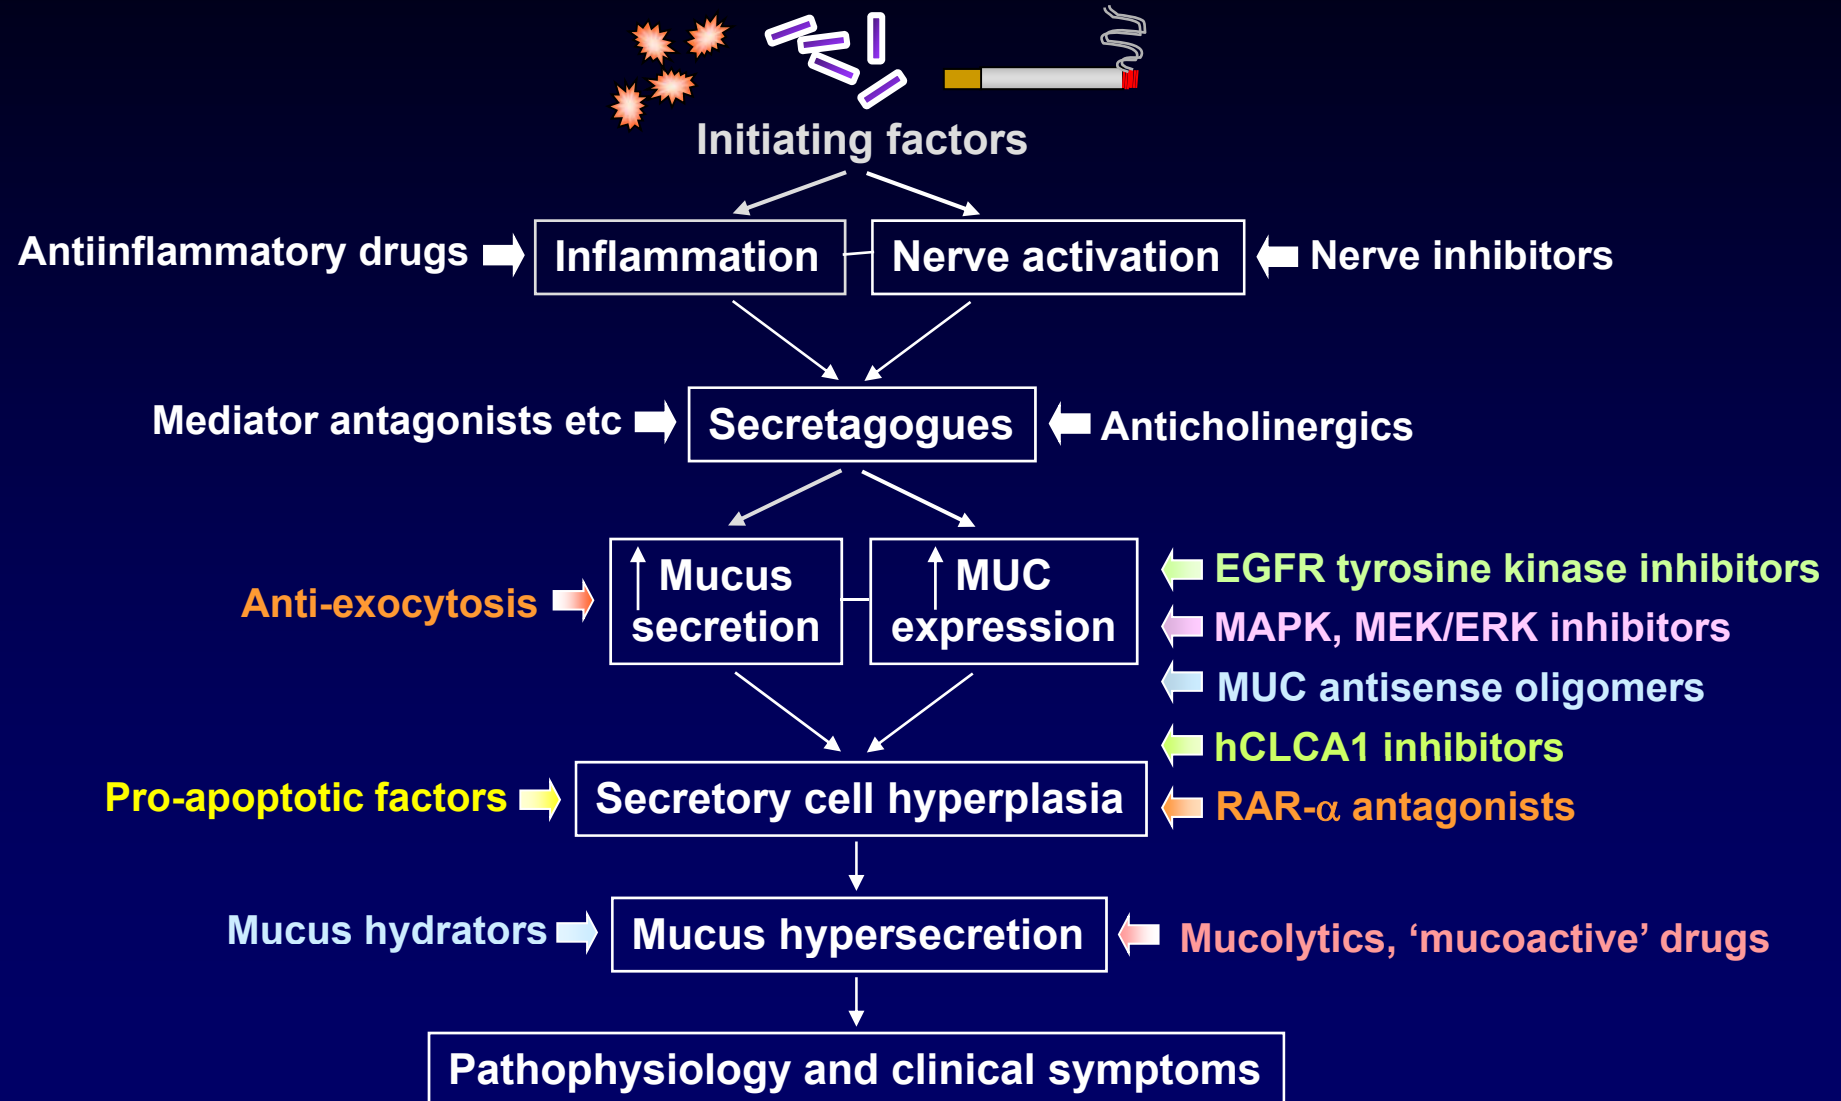 Initiating factors
Antiinflammatory drugs
Inflammation
Nerve activation
Nerve inhibitors
Mediator antagonists etc
Secretagogues
Anticholinergics
Anti-exocytosis
Mucus
secretion
MUC
expression
EGFR tyrosine kinase inhibitors
MAPK, MEK/ERK inhibitors
MUC antisense oligomers
hCLCA1 inhibitors
Pro-apoptotic factors
Secretory cell hyperplasia
RAR-α antagonists
Mucus hydrators
Mucus hypersecretion
Mucolytics, ‘mucoactive’ drugs
Pathophysiology and clinical symptoms